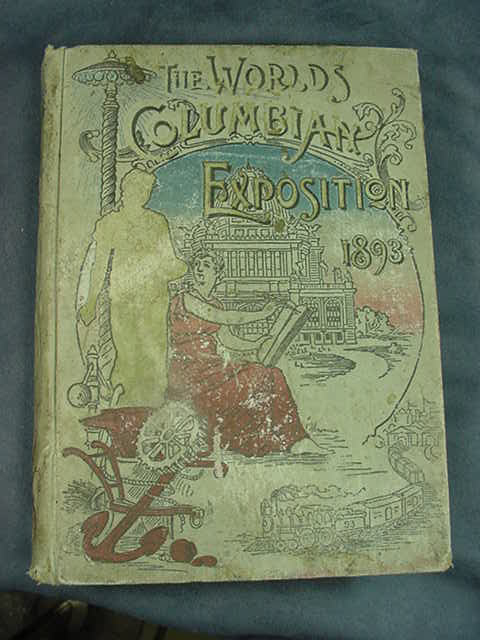 THE WORLDS
COLUMBIAN
EXPOSITION
1893